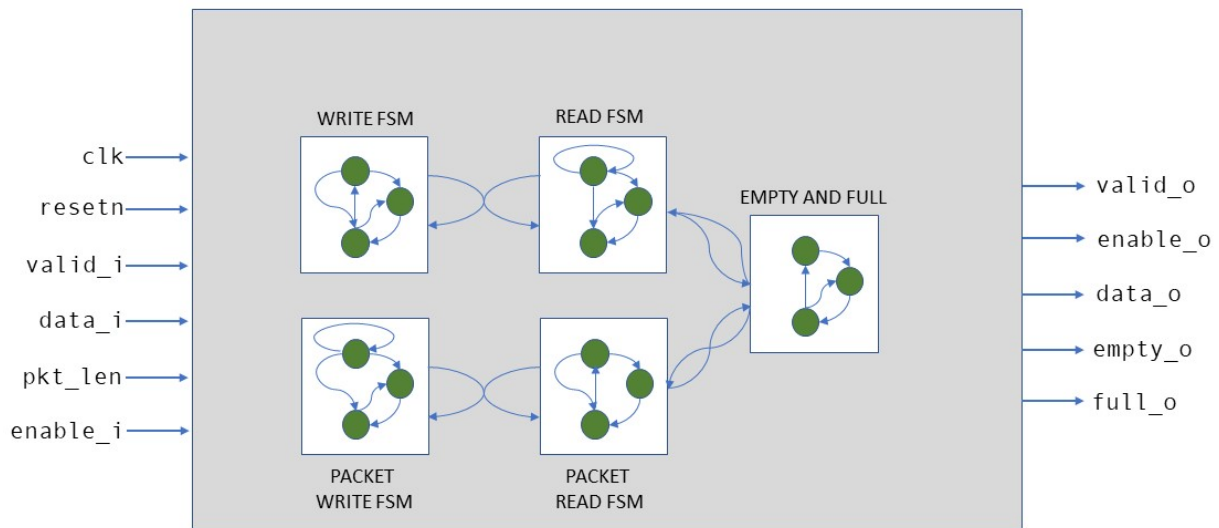 WRITE FSM
READ FSM
clk
resetn
valid_i
data_i
pkt_len
enable_i
EMPTY AND FULL
PACKET
WRITE FSM
PACKET
READ FSM
valid_o
enable_o
data_o
empty_o
full_o